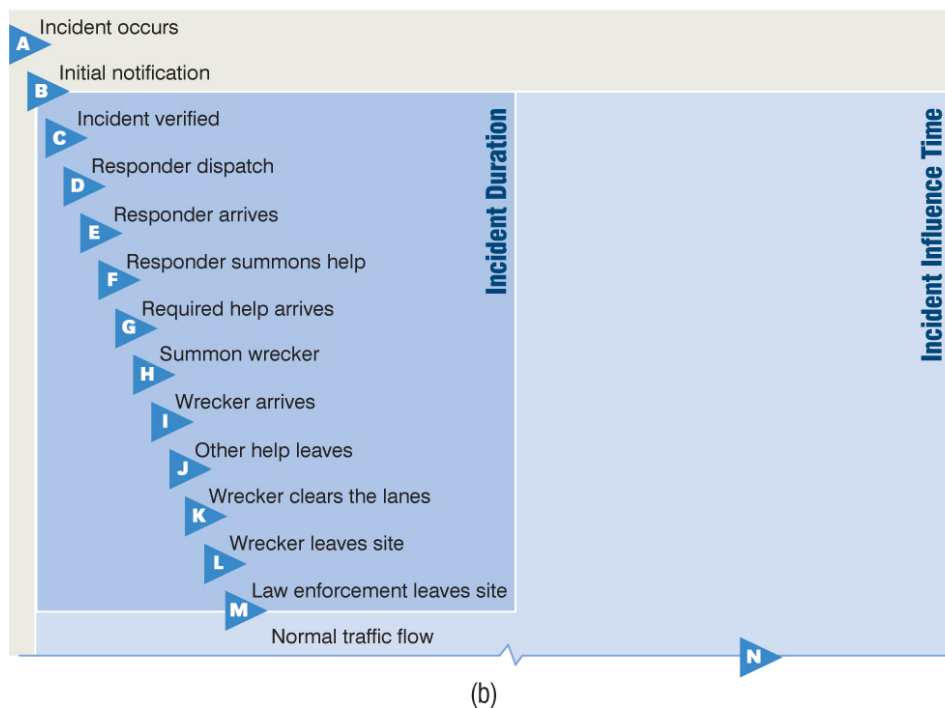 A Incident occurs
B Initial notification
C Incident verified
D Responder dispatch
E Responder arrives
F Responder summons help
G Required help arrives
H Summon wrecker
I Wrecker arrives
J Other help leaves
K Wrecker clears the lanes
L Wrecker leaves site
M Law enforcement leaves site
Normal traffic flow
N
Incident Duration
Incident Influence Time
(b)